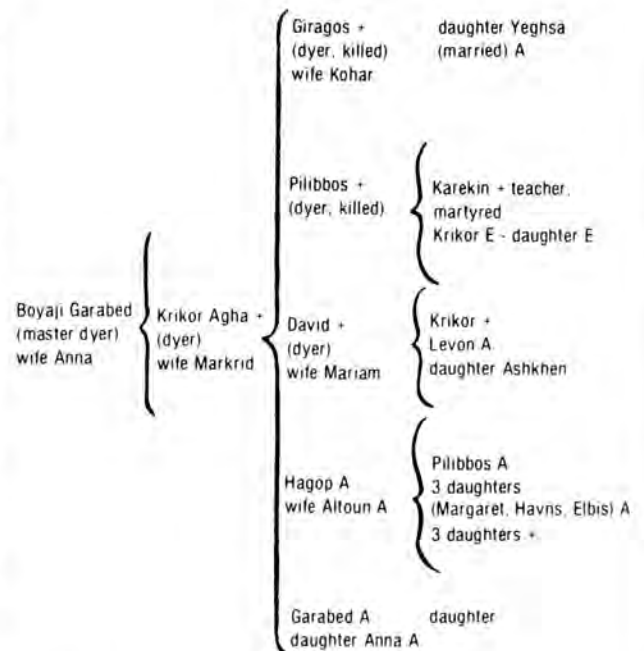 Boyaji Garabed
(master dyer)
wife Anna
Krikor Agha +
(dyer)
wife Markrid
Giragos +
(dyer, killed)
wife Kohar
daughter Yeghsa
(married) A
Pilibbos +
(dyer, killed)
Karekin + teacher,
martyred
Krikor E - daughter E
David +
(dyer)
wife Mariam
Krikor +
Levon A
daughter Ashkhen
Hagop A
wife Altoun A
Pilibbos A
3 daughters
(Margaret, Havns, Elbis) A
3 daughters +
Garabed A
daughter Anna A
daughter